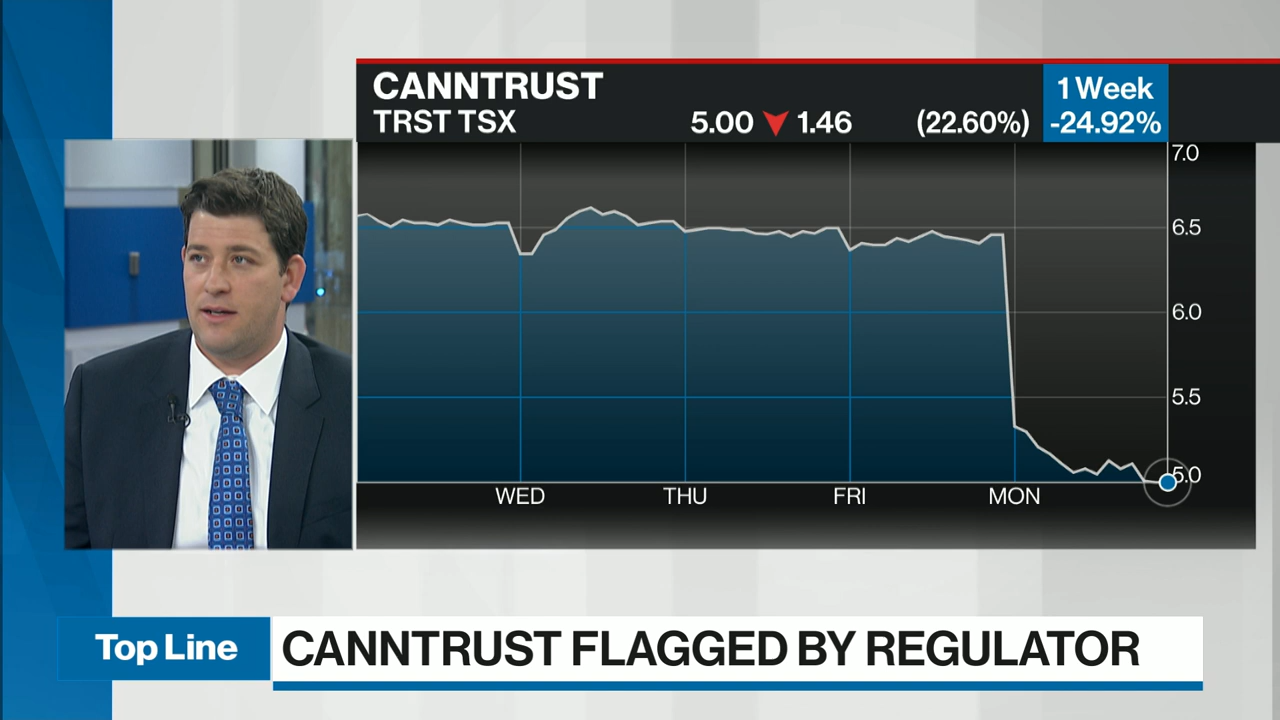 CANNTRUST
TRST TSX
5.00 1.46 (22.60%)
1 Week
-24.92%
7.0
6.5
6.0
5.5
5.0
WED THU FRI MON
Top Line
CANNTRUST FLAGGED BY REGULATOR